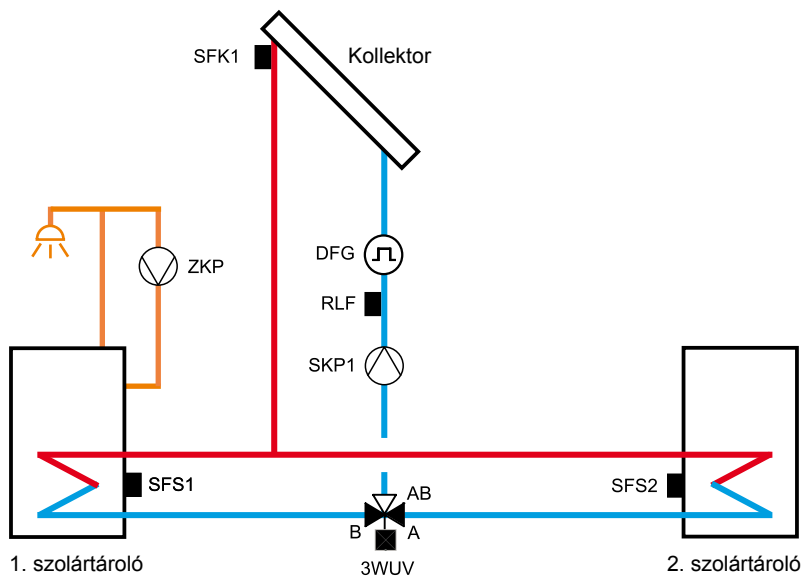 SFK1
Kollektor
DFG
ZKP
RLF
SKP1
SFS1
SFS2
AB
B
A
3WUV
1. szolártároló
2. szolártároló